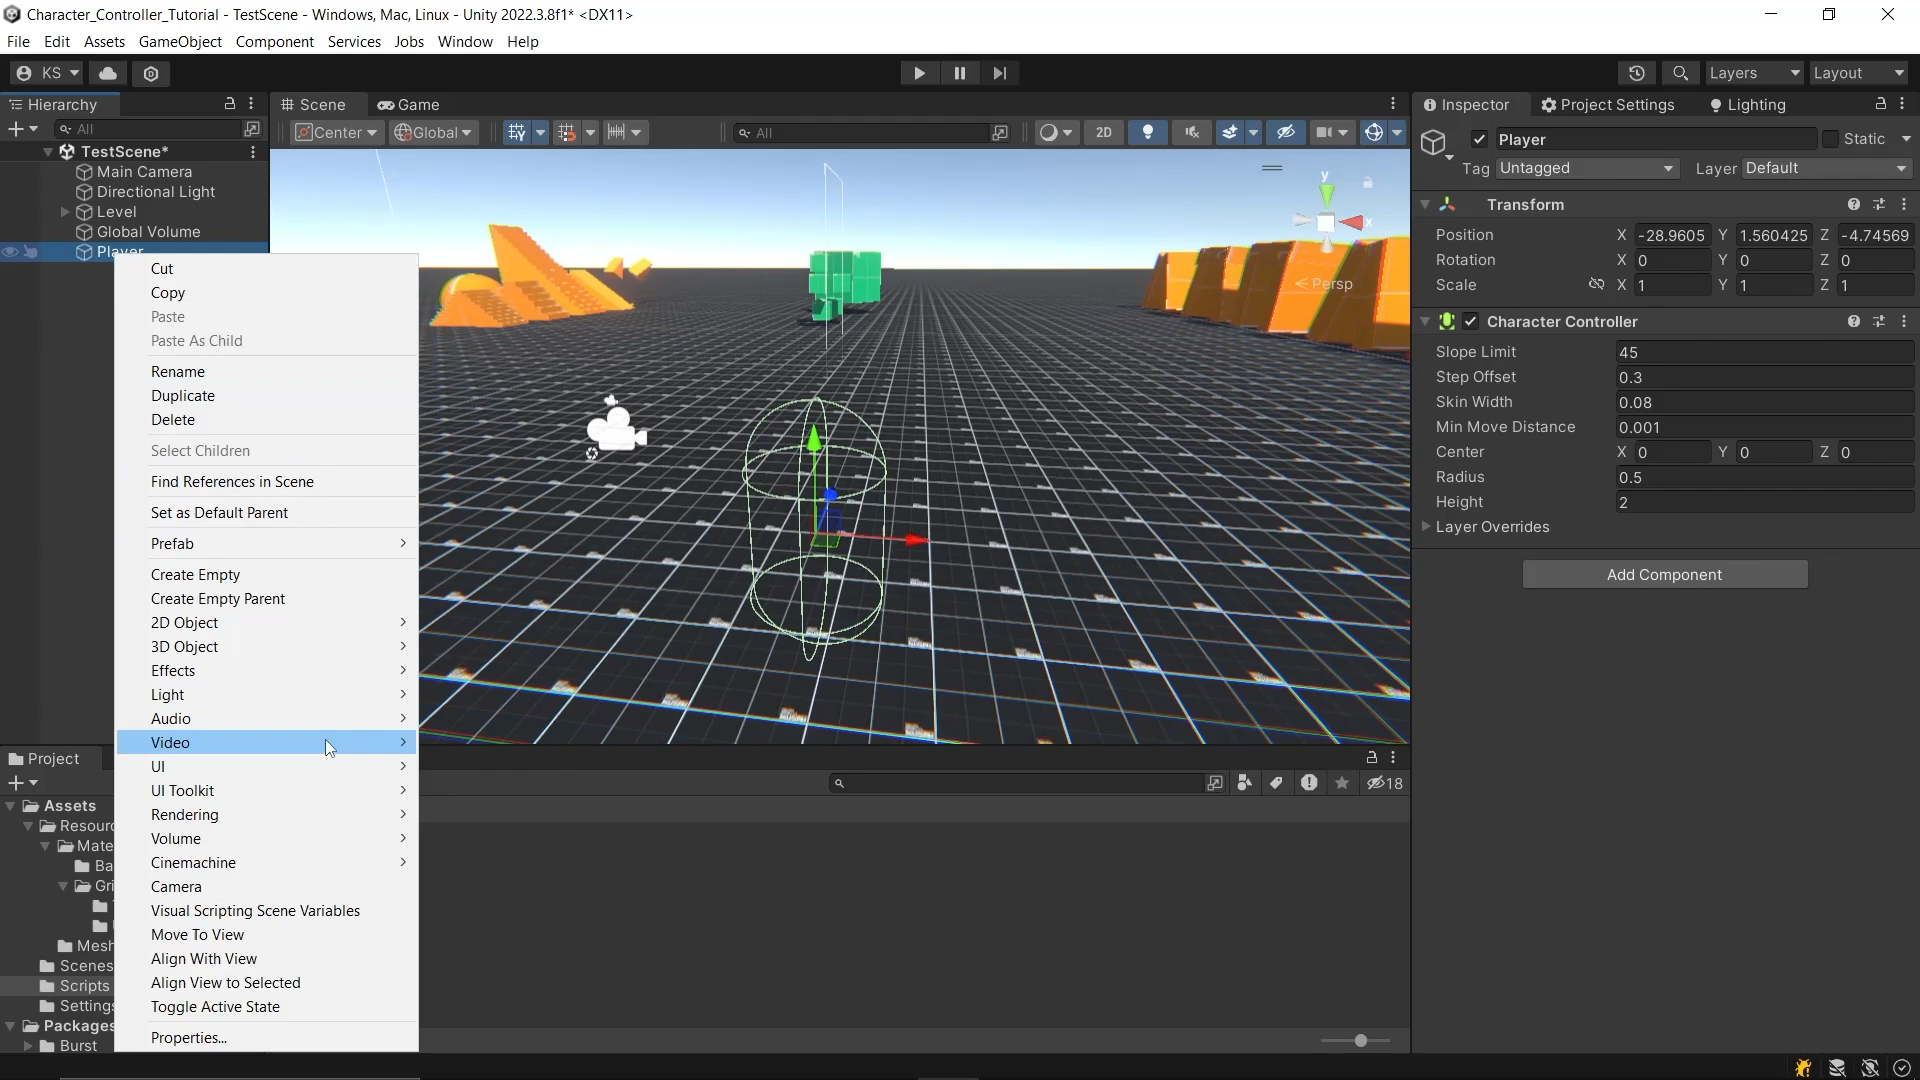 Character_Controller_Tutorial - TestScene - Windows, Mac, Linux - Unity 2022.3.8f1* <DX11>
File Edit Assets GameObject Component Services Jobs Window Help
KS Layers Layout
Hierarchy
All
TestScene*
Main Camera
Directional Light
Level
Global Volume
Player
Cut
Copy
Paste
Paste As Child
Rename
Duplicate
Delete
Select Children
Find References in Scene
Set as Default Parent
Prefab
Create Empty
Create Empty Parent
2D Object
3D Object
Effects
Light
Audio
Video
UI
UI Toolkit
Rendering
Volume
Cinemachine
Camera
Visual Scripting Scene Variables
Move To View
Align With View
Align View to Selected
Toggle Active State
Properties...
Scene Game
Center Global All 2D
y
x
Persp
Project
18
Assets
Resour
Mate
Ba
Gri
Mesh
Scenes
Scripts
Settings
Packages
Burst
Inspector Project Settings Lighting
Player Static
Tag Untagged Layer Default
Transform
Position X -28.9605 Y 1.560425 Z -4.74569
Rotation X 0 Y 0 Z 0
Scale X 1 Y 1 Z 1
Character Controller
Slope Limit 45
Step Offset 0.3
Skin Width 0.08
Min Move Distance 0.001
Center X 0 Y 0 Z 0
Radius 0.5
Height 2
Layer Overrides
Add Component